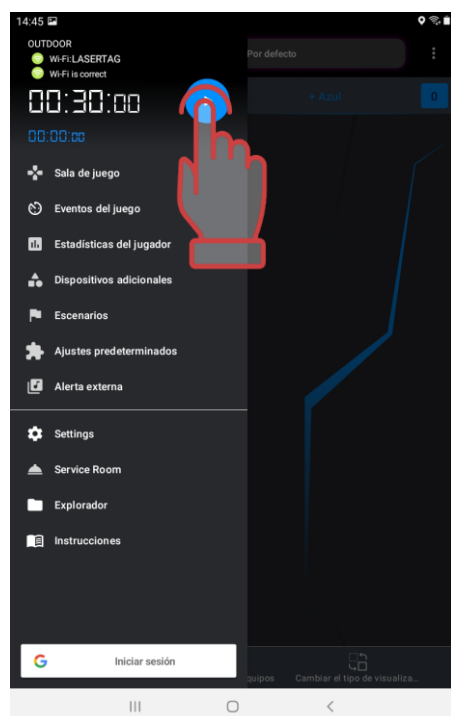 14:45
OUTDOOR
Wi-Fi:LASERTAG
Wi-Fi is correct
Por defecto
00:30:00
+ Azul
0
00:00:00
Sala de juego
Eventos del juego
Estadísticas del jugador
Dispositivos adicionales
Escenarios
Ajustes predeterminados
Alerta externa
Settings
Service Room
Explorador
Instrucciones
Iniciar sesión
quipos
Cambiar el tipo de visualiza...